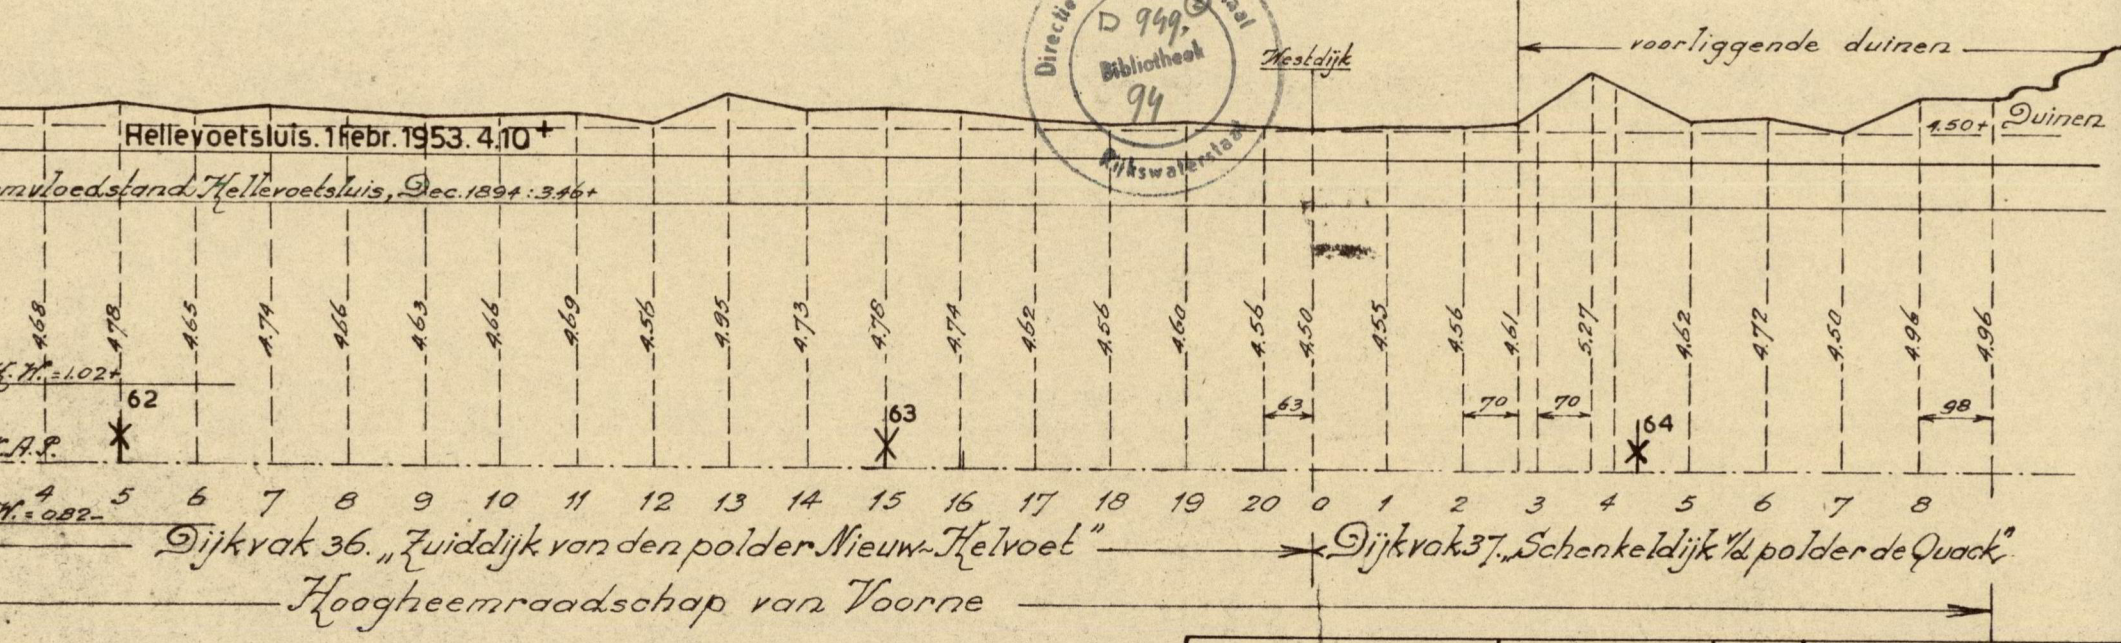 Directie
D 949.
Bibliotheek
94
Rijkswaterstaat
Westdijk
voorliggende duinen
Duinen
4.50+
Hellevoetsluis. 1 Febr. 1953. 4.10+
mvloedstand Hellevoetsluis, Dec. 1894 : 3.46+
4.68 4.78 4.65 4.74 4.66 4.63 4.66 4.69 4.56 4.95 4.73 4.76 4.74 4.62 4.56 4.60 4.56 4.50 4.55 4.56 4.61 5.27 4.62 4.72 4.50 4.96 4.96
W. = 1.02+
62 63 64
63 70 70 98
A.P.
4 5 6 7 8 9 10 11 12 13 14 15 16 17 18 19 20 0 1 2 3 4 5 6 7 8
W. = 082-
Dijkvak 36. „Zuiddijk van den polder Nieuw-Helvoet" Dijkvak 37. „Schenkeldijk v/d polder de Quack"
Hoogheemraadschap van Voorne